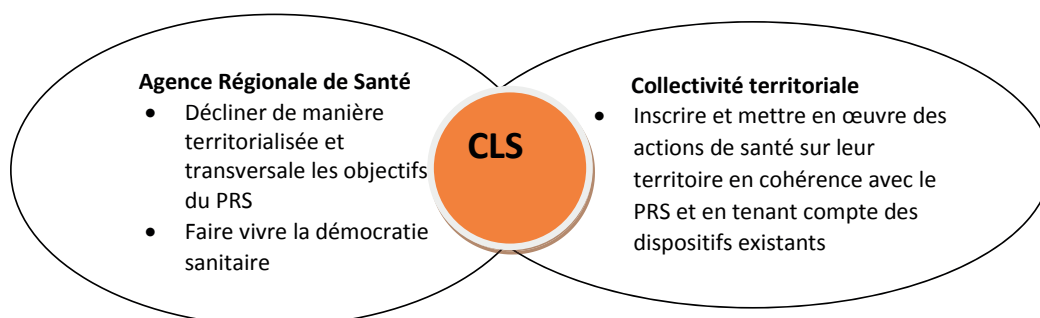 Agence Régionale de Santé
• Décliner de manière
territorialisée et
transversale les objectifs
du PRS
• Faire vivre la démocratie
sanitaire
CLS
Collectivité territoriale
• Inscrire et mettre en œuvre des
actions de santé sur leur
territoire en cohérence avec le
PRS et en tenant compte des
dispositifs existants